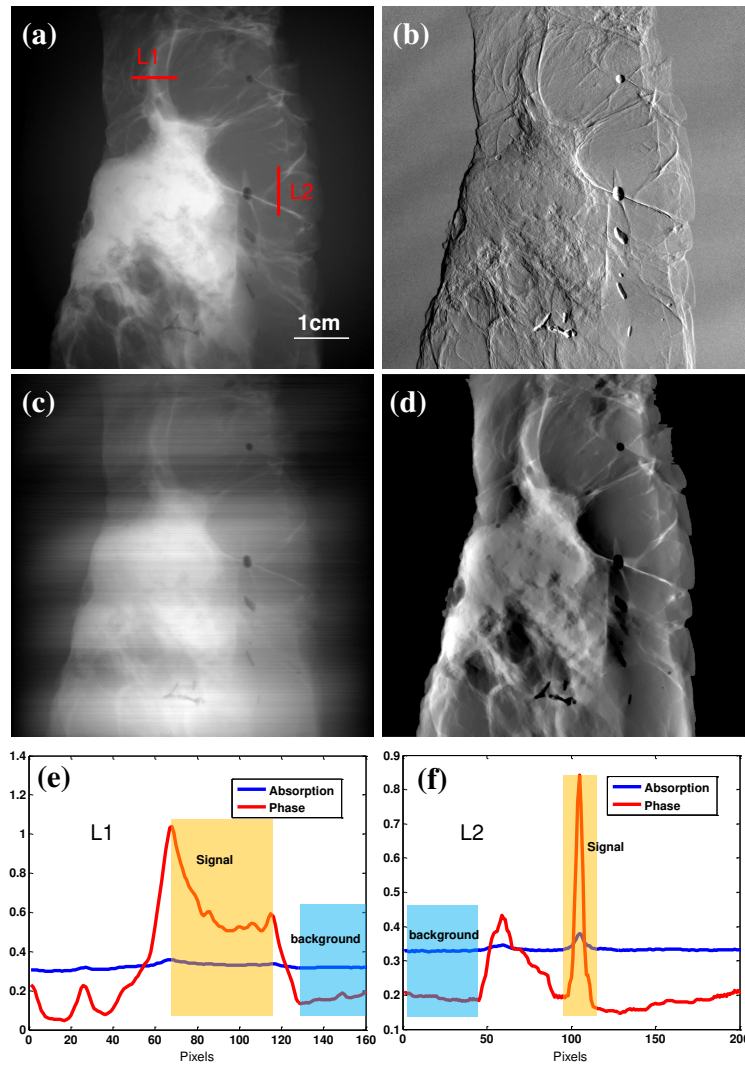 (a)
L1
L2
1cm
(b)
(c)
(d)
1.4
1.2
1
0.8
0.6
0.4
0.2
0
(e)
L1
Absorption
Phase
Signal
background
0 20 40 60 80 100 120 140 160
Pixels
0.9
0.8
0.7
0.6
0.5
0.4
0.3
0.2
0.1
(f)
L2
Absorption
Phase
Signal
background
0 50 100 150 200
Pixels